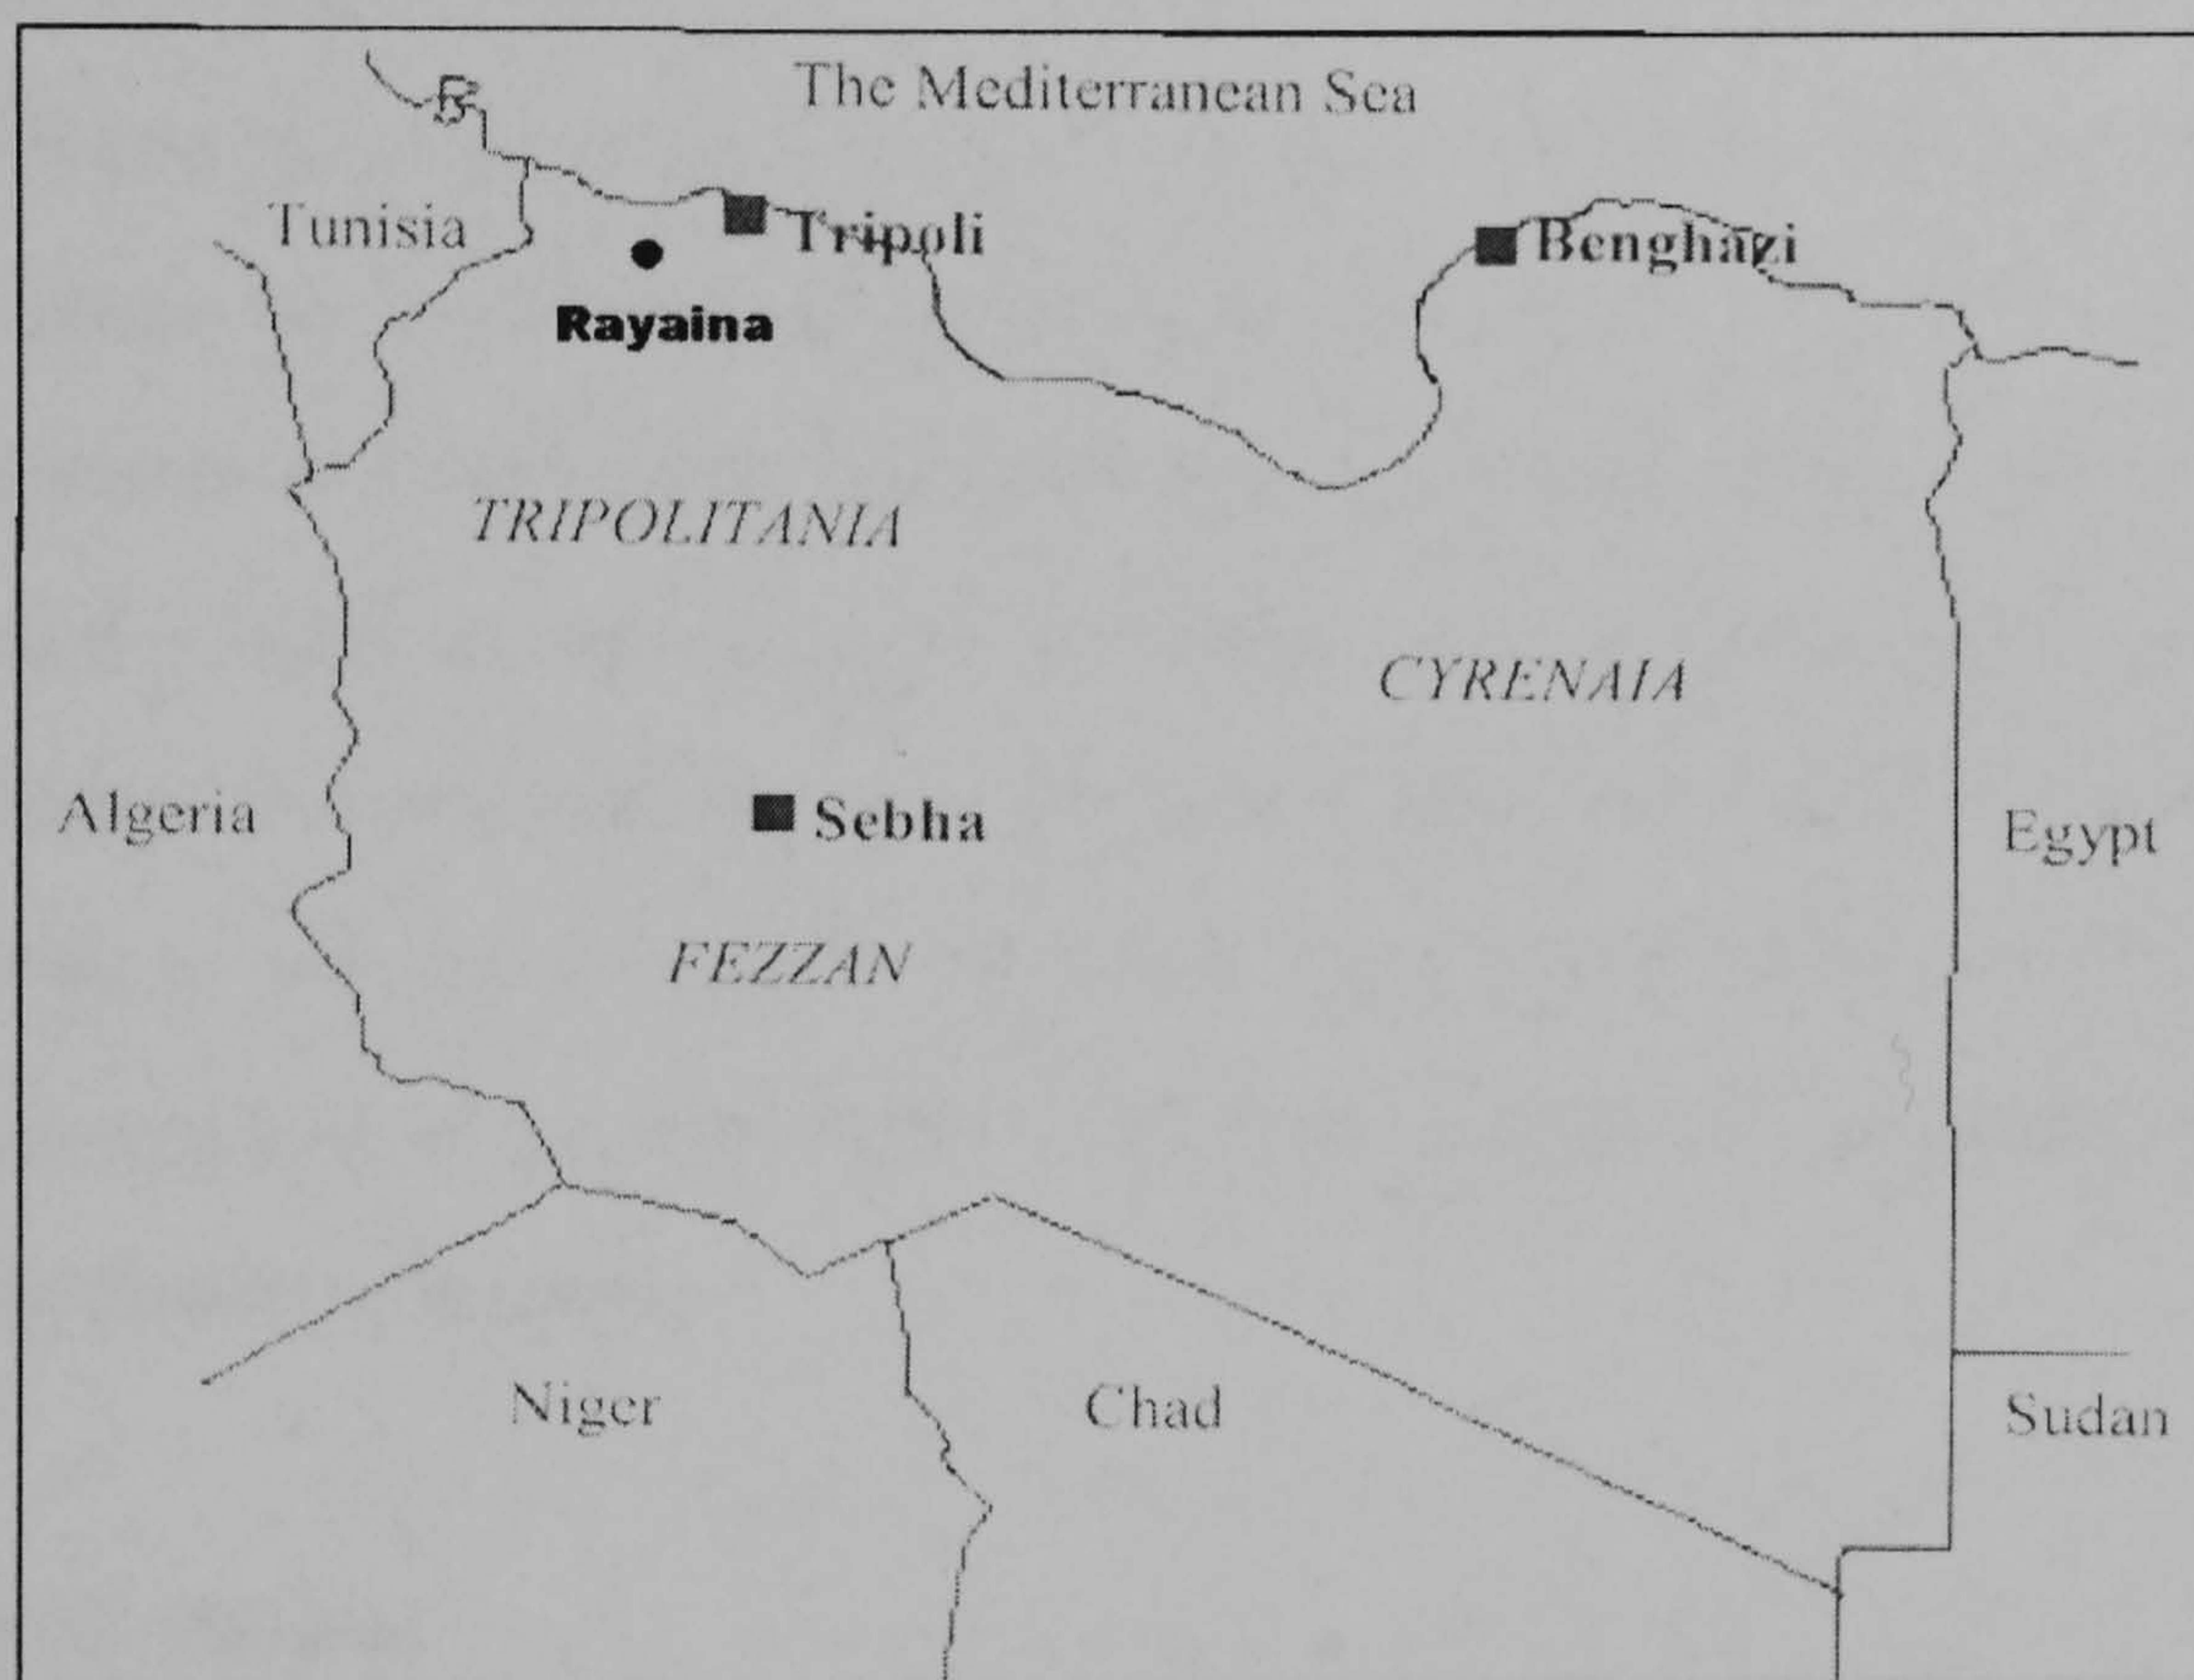 The Mediterranean Sea
Tunisia
Tripoli
Benghazi
Rayaina
TRIPOLITANIA
CYRENAIA
Algeria
Sebha
Egypt
FEZZAN
Niger
Chad
Sudan